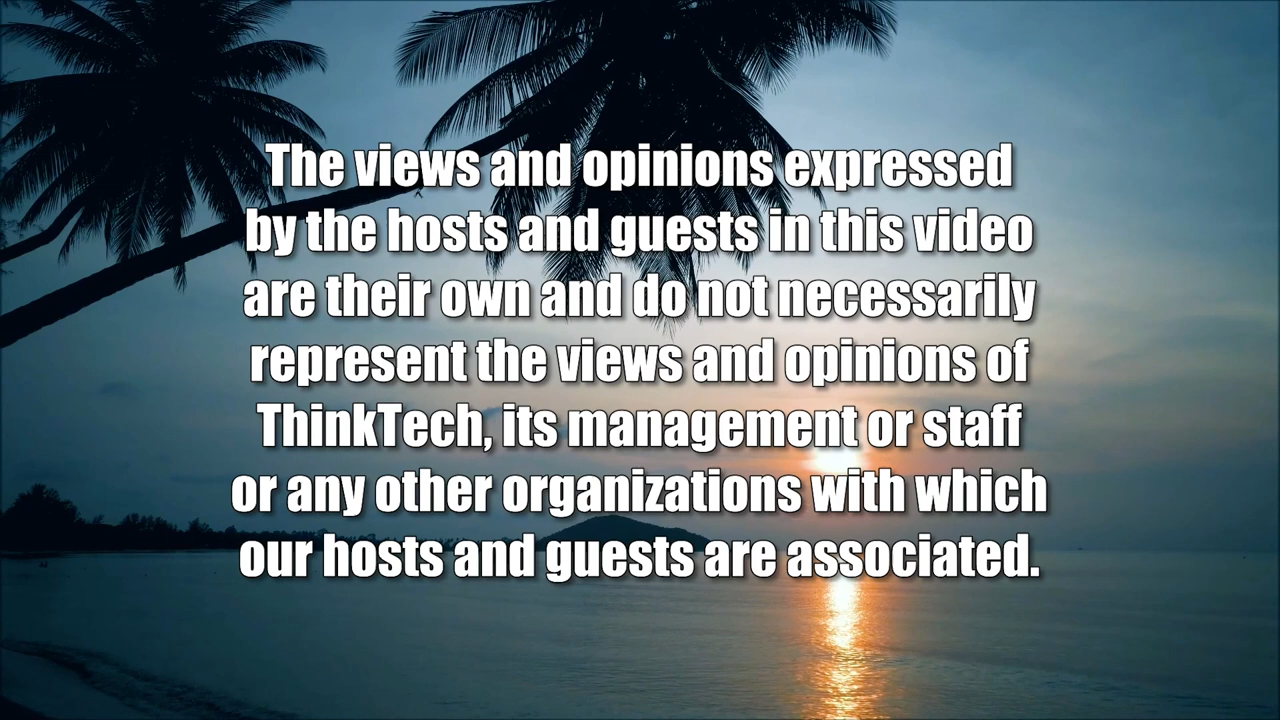 The views and opinions expressed
by the hosts and guests in this video
are their own and do not necessarily
represent the views and opinions of
ThinkTech, its management or staff
or any other organizations with which
our hosts and guests are associated.